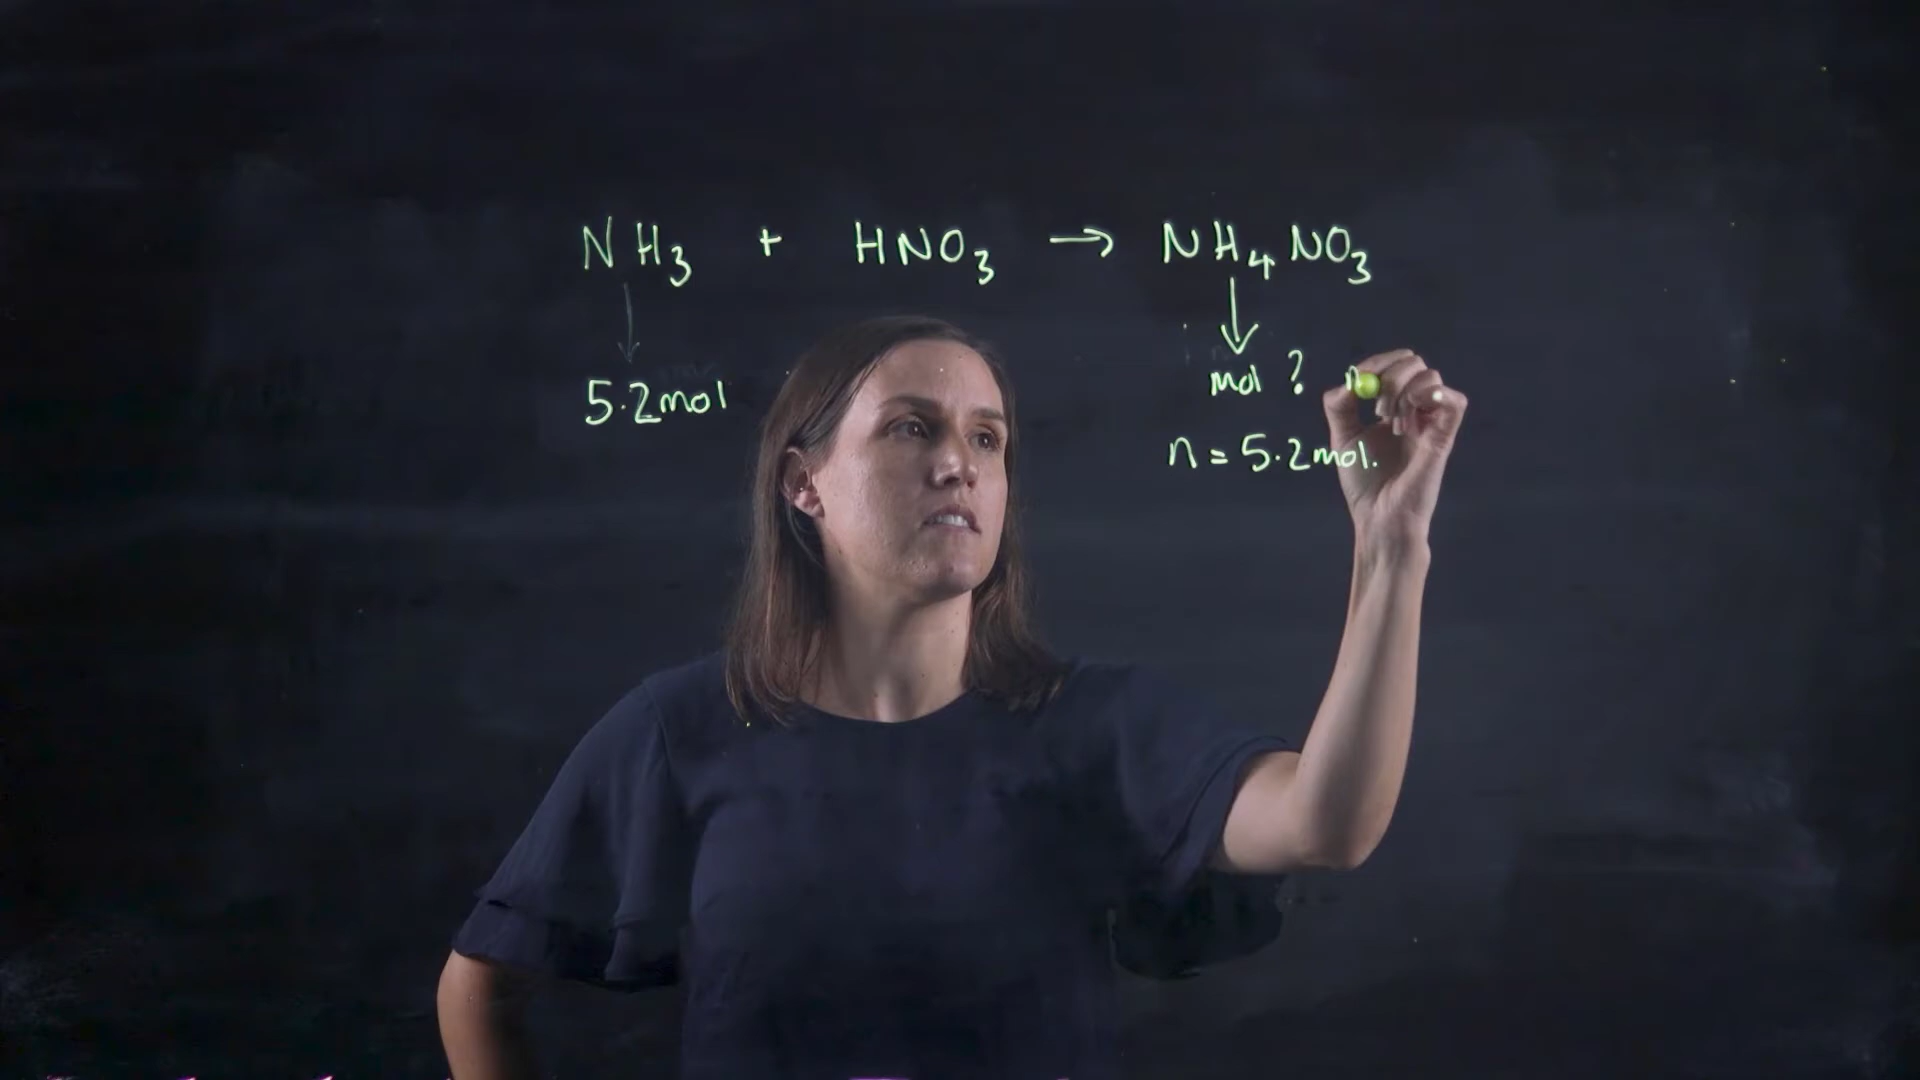 NH₃ + HNO₃ → NH₄NO₃
5.2mol
mol ? n
n = 5.2mol.